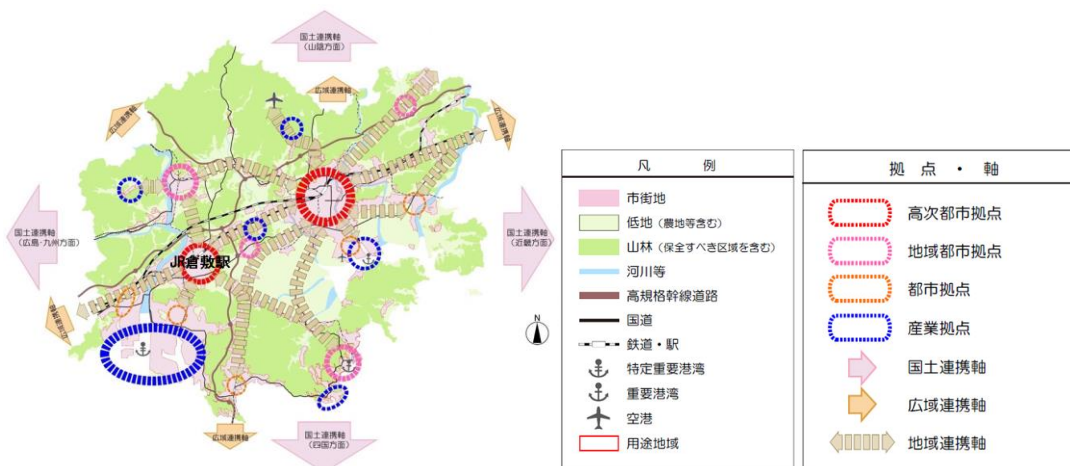 国土連携軸
（山陰方面）
広域連携軸
広域連携軸
広域連携軸
国土連携軸
（広島・九州方面）
国土連携軸
（近畿方面）
JR倉敷駅
広域連携軸
広域連携軸
国土連携軸
（四国方面）
N
凡 例
市街地
低地（農地等含む）
山林（保全すべき区域を含む）
河川等
高規格幹線道路
国道
鉄道・駅
特定重要港湾
重要港湾
空港
用途地域
拠点・軸
高次都市拠点
地域都市拠点
都市拠点
産業拠点
国土連携軸
広域連携軸
地域連携軸